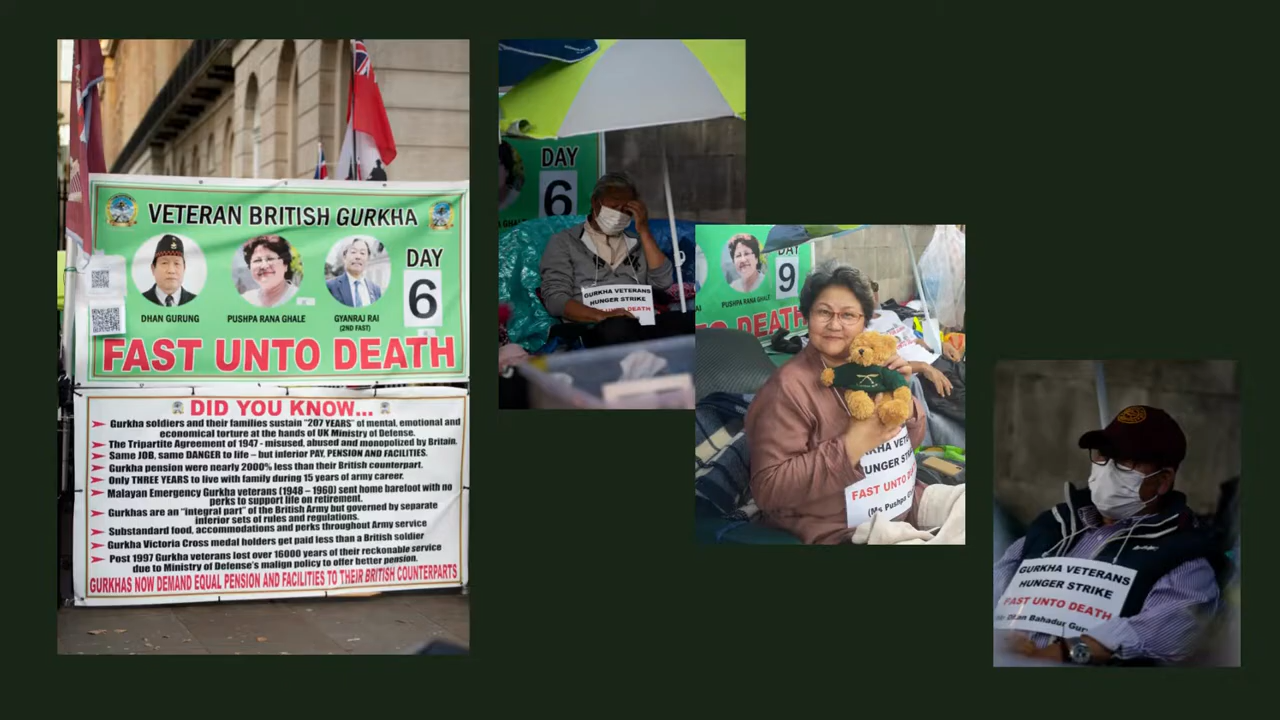 VETERAN BRITISH GURKHA
DHAN GURUNG
PUSHPA RANA GHALE
GYANRAJ RAI
(2ND FAST)
DAY
6
FAST UNTO DEATH
DID YOU KNOW...
Gurkha soldiers and their families sustain "207 YEARS" of mental, emotional and
economical torture at the hands of UK Ministry of Defense.
The Tripartite Agreement of 1947 - misused, abused and monopolized by Britain.
Same JOB, same DANGER to life – but inferior PAY, PENSION AND FACILITIES.
Gurkha pension were nearly 2000% less than their British counterpart.
Only THREE YEARS to live with family during 15 years of army career.
Malayan Emergency Gurkha veterans (1948 – 1960) sent home barefoot with no
perks to support life on retirement.
Gurkhas are an "integral part" of the British Army but governed by separate
inferior sets of rules and regulations.
Substandard food, accommodations and perks throughout Army service
Gurkha Victoria Cross medal holders get paid less than a British soldier
Post 1997 Gurkha veterans lost over 16000 years of their reckonable service
due to Ministry of Defense's malign policy to offer better pension.
GURKHAS NOW DEMAND EQUAL PENSION AND FACILITIES TO THEIR BRITISH COUNTERPARTS
DAY
6
GURKHA VETERANS
HUNGER STRIKE
DEATH
DAY
9
PUSHPA RANA GHALE
DEATH
HUNGER STRIKE
FAST UNTO
(Ms. Pushpa
GURKHA VETERANS
HUNGER STRIKE
FAST UNTO DEATH
Bahadur